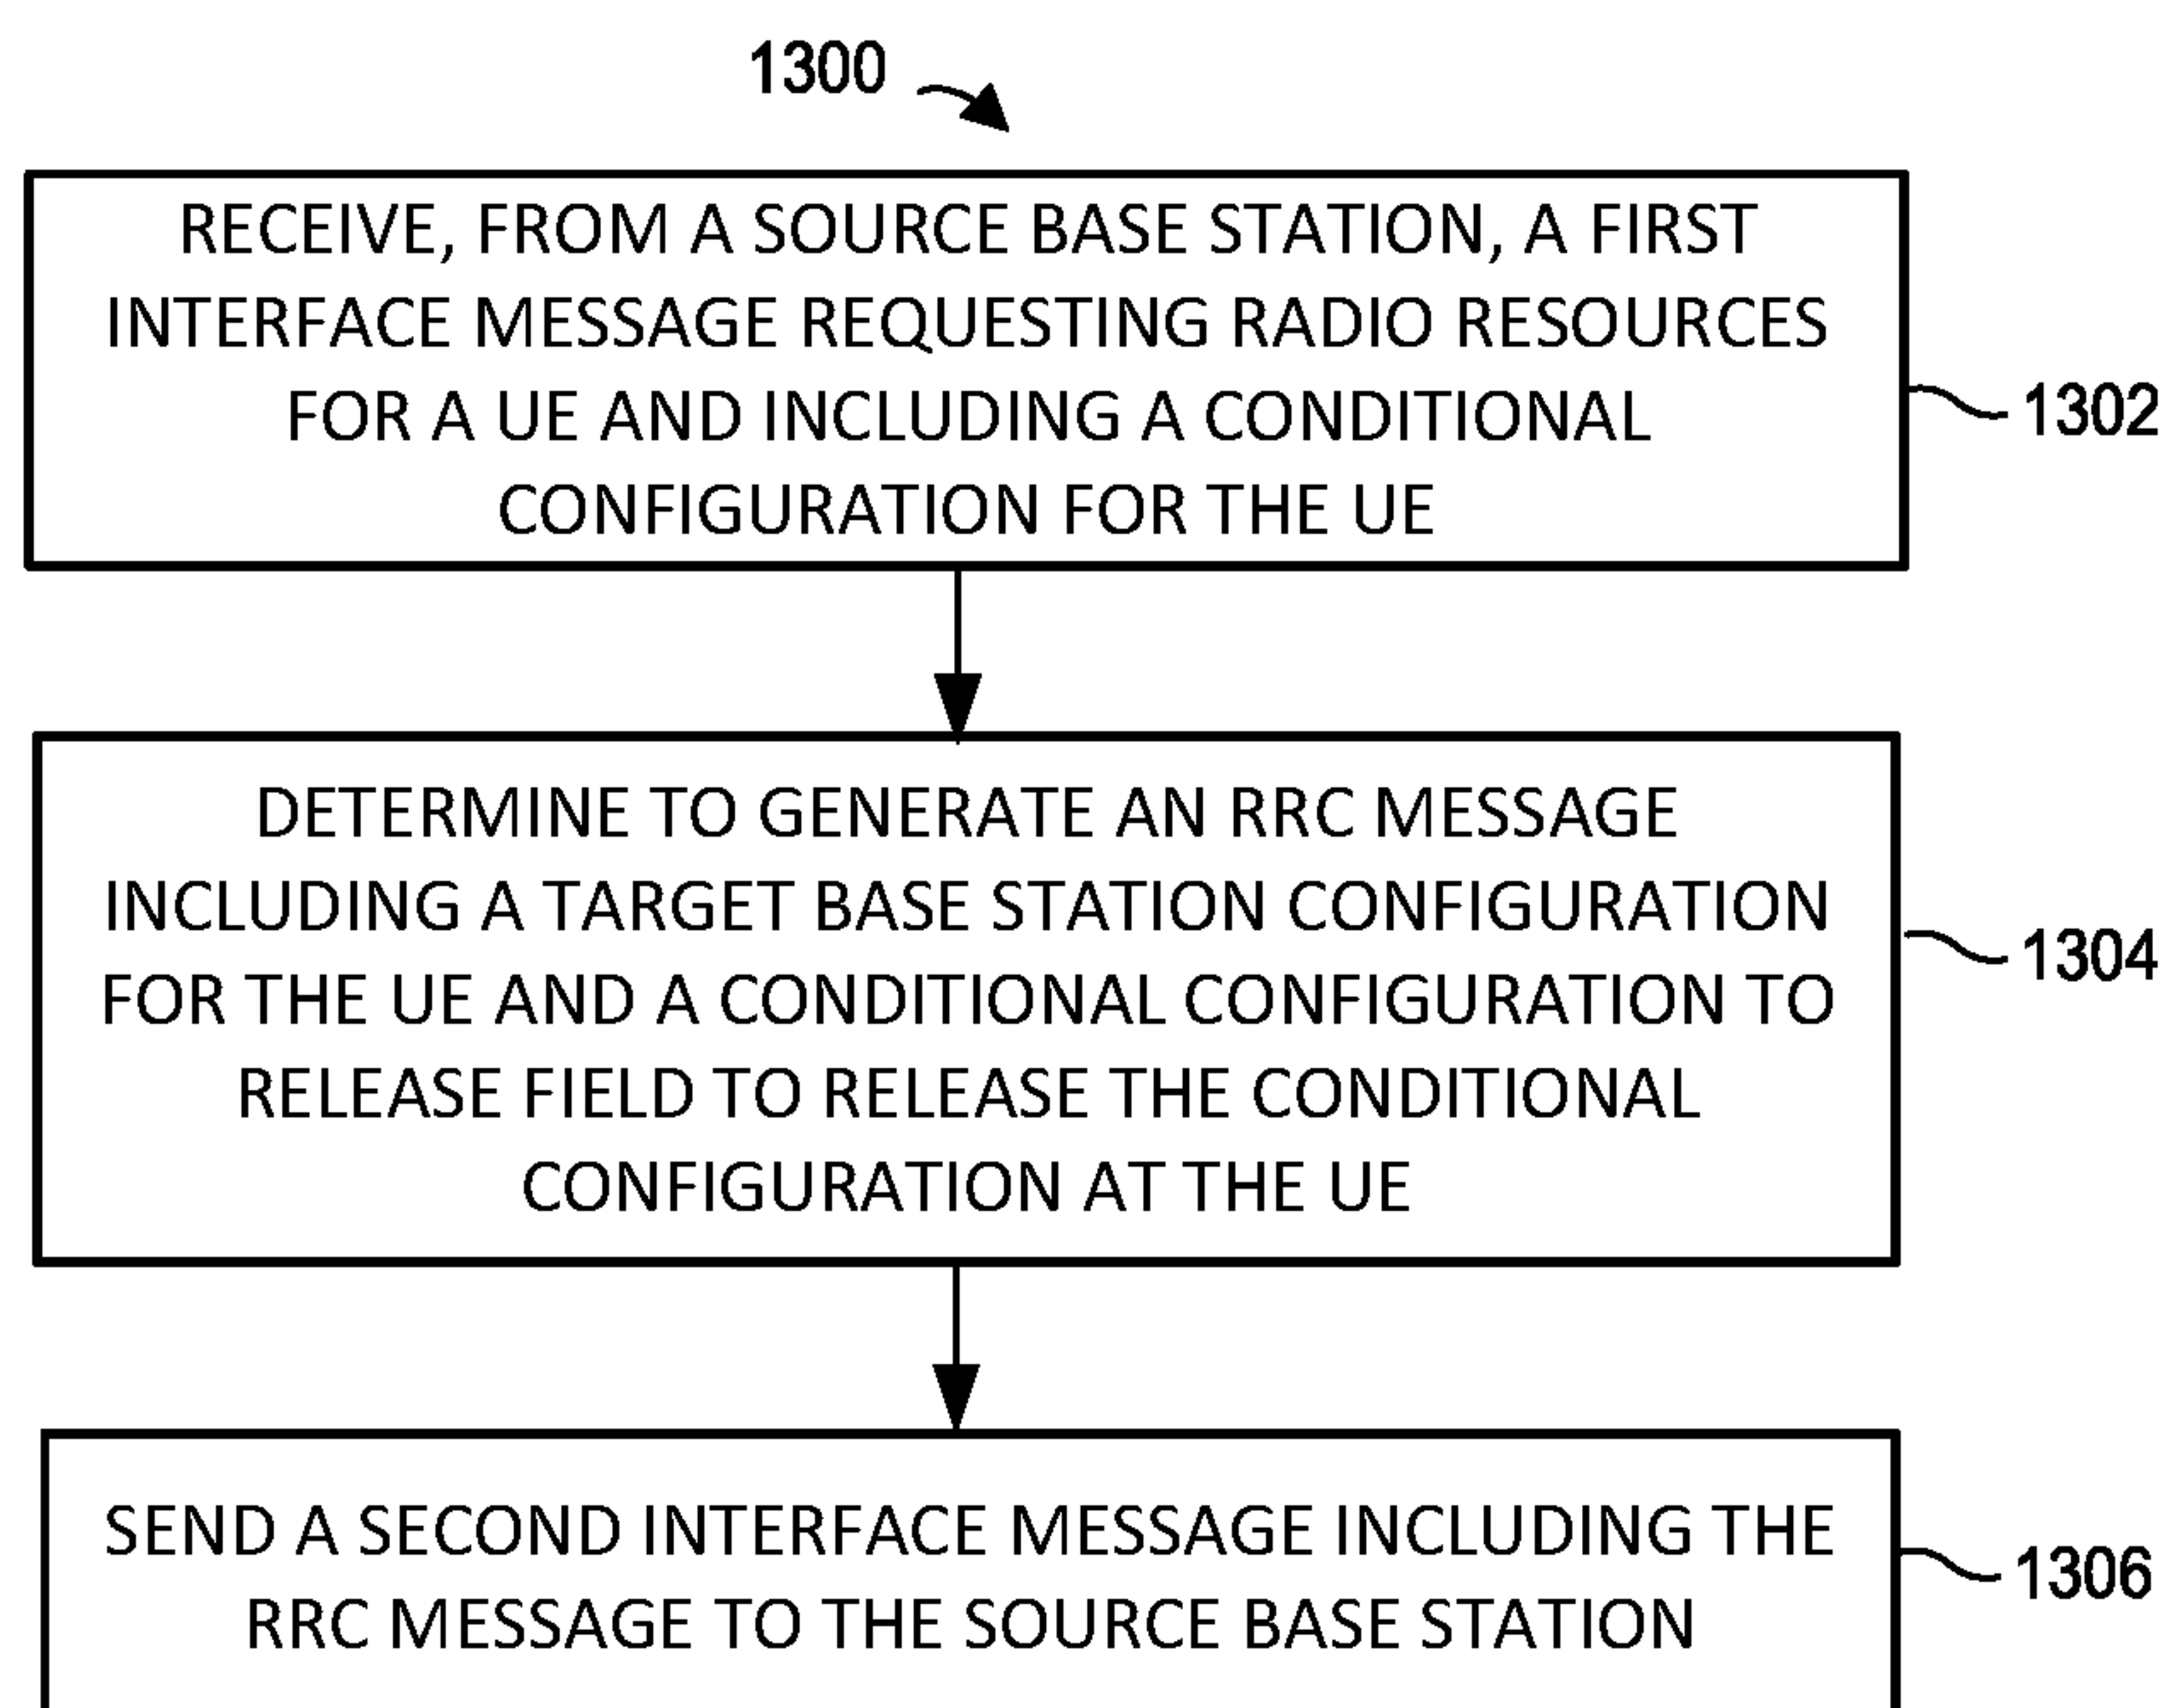 1300
RECEIVE, FROM A SOURCE BASE STATION, A FIRST
INTERFACE MESSAGE REQUESTING RADIO RESOURCES
FOR A UE AND INCLUDING A CONDITIONAL
CONFIGURATION FOR THE UE
1302
DETERMINE TO GENERATE AN RRC MESSAGE
INCLUDING A TARGET BASE STATION CONFIGURATION
FOR THE UE AND A CONDITIONAL CONFIGURATION TO
RELEASE FIELD TO RELEASE THE CONDITIONAL
CONFIGURATION AT THE UE
1304
SEND A SECOND INTERFACE MESSAGE INCLUDING THE
RRC MESSAGE TO THE SOURCE BASE STATION
1306